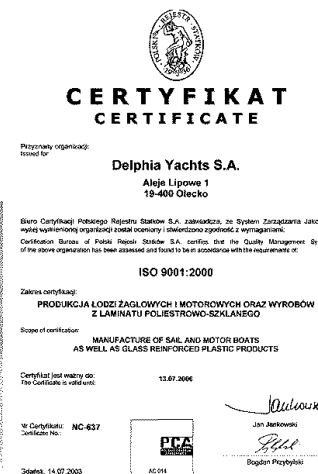 POLSKI REJESTR STATKÓW
1936
CERTYFIKAT
CERTIFICATE
Przyznany organizacji:
Issued for
Delphia Yachts S.A.
Aleje Lipowe 1
19-400 Olecko
Biuro Certyfikacji Polskiego Rejestru Statków S.A. zaświadcza, że System Zarządzania Jako
wyżej wymienionej organizacji został oceniony i stwierdzono zgodność z wymaganiami:
Certification Bureau of Polski Rejestr Statków S.A. certifies that the Quality Management Sy
of the above organization has been assessed and found to be in accordance with the requirements of:
ISO 9001:2000
Zakres certyfikacji:
PRODUKCJA ŁODZI ŻAGLOWYCH I MOTOROWYCH ORAZ WYROBÓW
Z LAMINATU POLIESTROWO-SZKLANEGO
Scope of certification:
MANUFACTURE OF SAIL AND MOTOR BOATS
AS WELL AS GLASS REINFORCED PLASTIC PRODUCTS
Certyfikat jest ważny do:
The Certificate is valid until:
13.07.2006
Nr Certyfikatu:
Certificate No.:
NC-637
PCA
AC 014
Jan Jankowski
Bogdan Przybylski
Gdańsk, 14.07.2003